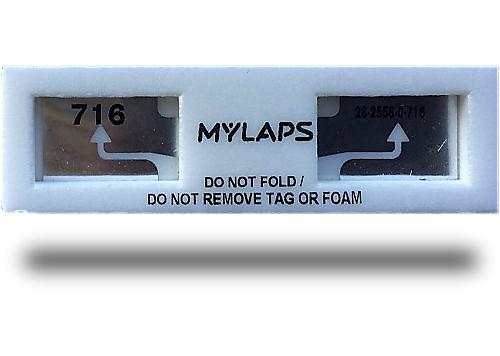 716
28-2556-0-716
MYLAPS
DO NOT FOLD /
DO NOT REMOVE TAG OR FOAM